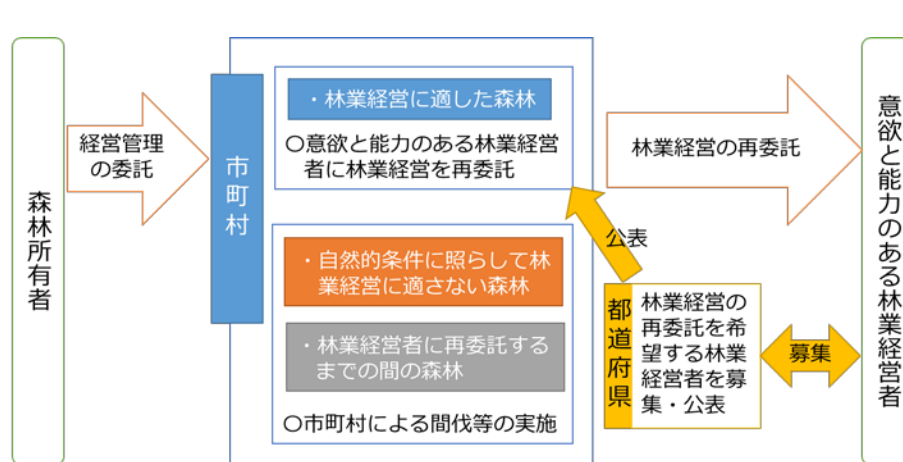 森林所有者
経営管理
の委託
市町村
・林業経営に適した森林
〇意欲と能力のある林業経営
者に林業経営を再委託
・自然的条件に照らして林
業経営に適さない森林
・林業経営者に再委託する
までの間の森林
〇市町村による間伐等の実施
林業経営の再委託
公表
都道府県
林業経営の
再委託を希
望する林業
経営者を募
集・公表
募集
意欲と能力のある林業経営者